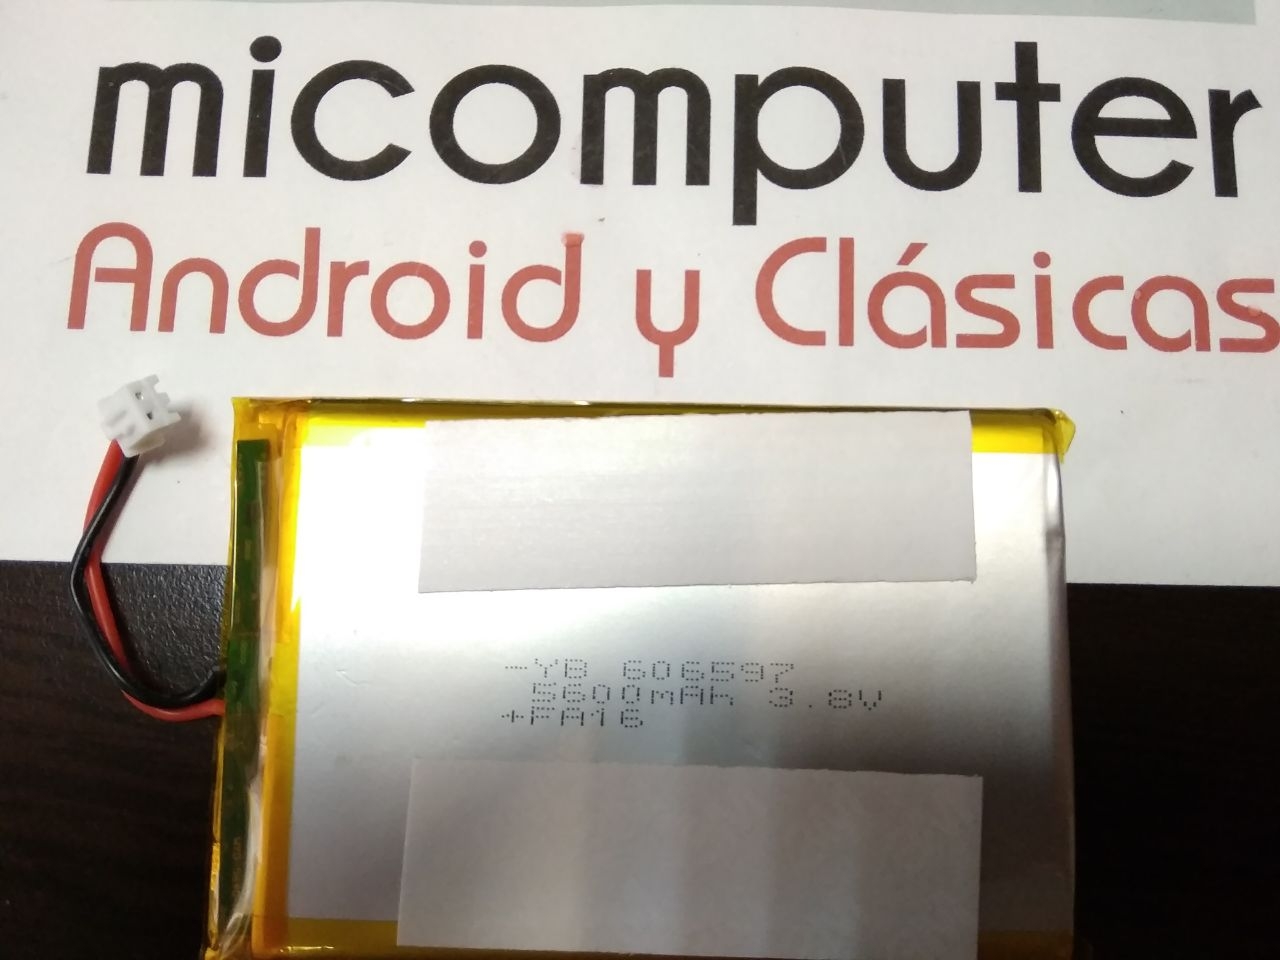 micomputer
Android y Clásicas
-YB 606597
5600mAh 3.8V
+FA16